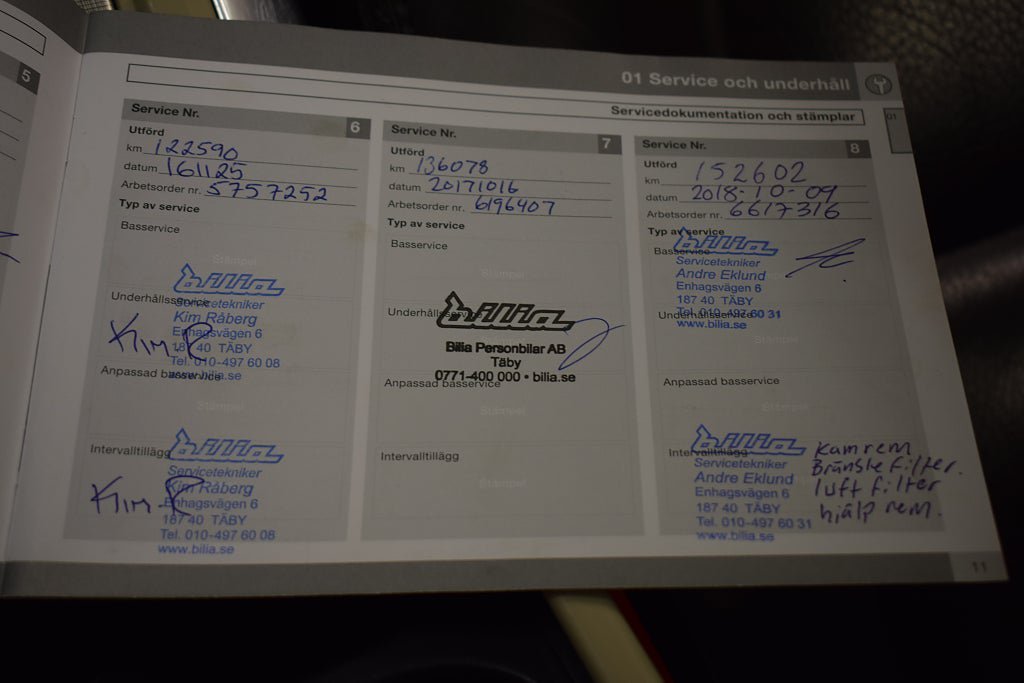 5
01 Service och underhåll
01
Servicedokumentation och stämplar
Service Nr. 6
Utförd
km 122590
datum 161125
Arbetsorder nr. 5757252
Typ av service
Basservice
Stämpel
bilia
Underhållsservice
Servicetekniker
Kim Råberg
Enhagsvägen 6
Kim-R
187 40 TÄBY
Tel. 010-497 60 08
www.bilia.se
Anpassad basservice
Stämpel
Intervalltillägg
bilia
Servicetekniker
Kim Råberg
Kim-R
Enhagsvägen 6
187 40 TÄBY
Tel. 010-497 60 08
www.bilia.se
Service Nr. 7
Utförd
km 136078
datum 20171016
Arbetsorder nr. 6196407
Typ av service
Basservice
Stämpel
Underhållsservice
bilia
Bilia Personbilar AB
Täby
0771-400 000 • bilia.se
Anpassad basservice
Stämpel
Intervalltillägg
Stämpel
Service Nr. 8
Utförd
km 152602
datum 2018-10-09
Arbetsorder nr. 6617316
Typ av service
Basservice
bilia
Servicetekniker
Andre Eklund
Enhagsvägen 6
187 40 TÄBY
Tel. 010-497 60 31
www.bilia.se
Underhållsservice
Stämpel
Anpassad basservice
Stämpel
Intervalltillägg
bilia
Servicetekniker
Andre Eklund
Enhagsvägen 6
187 40 TÄBY
Tel. 010-497 60 31
www.bilia.se
Kamrem
Bränsle filter.
luft filter
hjälp rem.
11